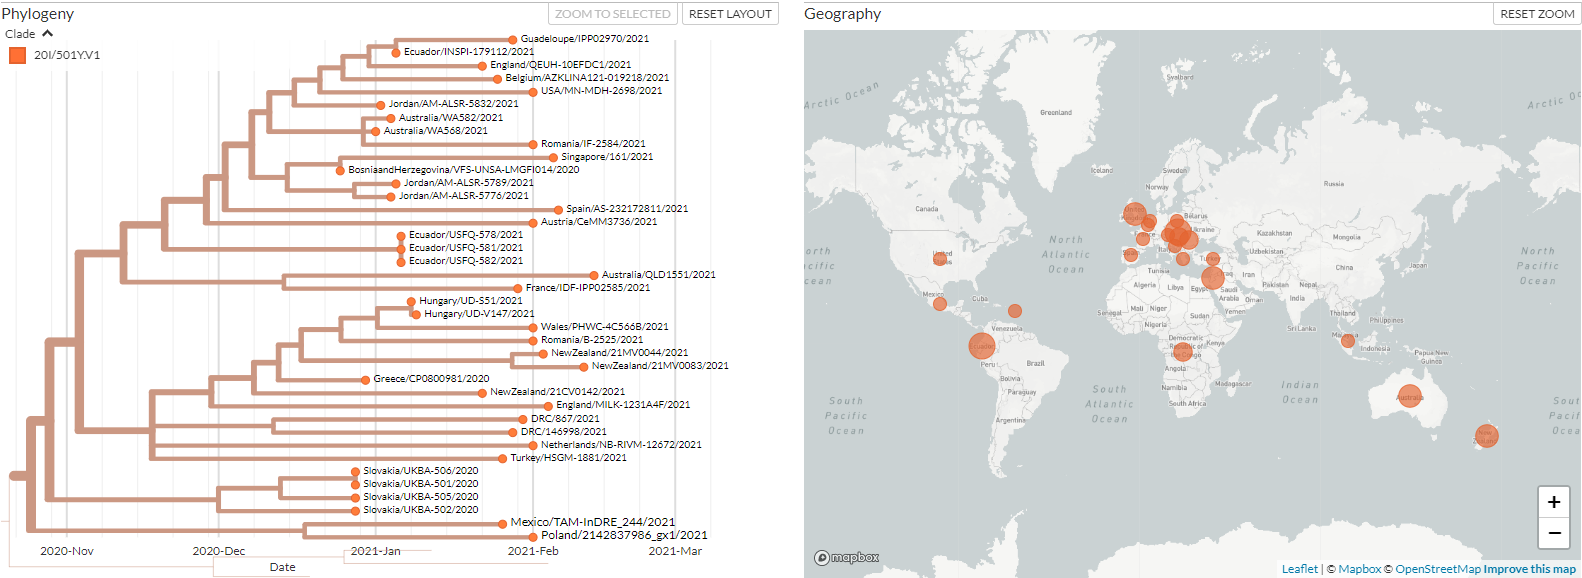 Phylogeny
ZOOM TO SELECTED
RESET LAYOUT
Clade
20I/501Y.V1
Guadeloupe/IPP02970/2021
Ecuador/INSPI-179112/2021
England/QEUH-10EFDC1/2021
Belgium/AZKLINA121-019218/2021
USA/MN-MDH-2698/2021
Jordan/AM-ALSR-5832/2021
Australia/WA582/2021
Australia/WA568/2021
Romania/IF-2584/2021
Singapore/161/2021
BosniaandHerzegovina/VFS-UNSA-LMGFI014/2020
Jordan/AM-ALSR-5789/2021
Jordan/AM-ALSR-5776/2021
Spain/AS-232172811/2021
Austria/CeMM3736/2021
Ecuador/USFQ-578/2021
Ecuador/USFQ-581/2021
Ecuador/USFQ-582/2021
Australia/QLD1551/2021
France/IDF-IPP02585/2021
Hungary/UD-S51/2021
Hungary/UD-V147/2021
Wales/PHWC-4C566B/2021
Romania/B-2525/2021
NewZealand/21MV0044/2021
NewZealand/21MV0083/2021
Greece/CP0800981/2020
NewZealand/21CV0142/2021
England/MILK-1231A4F/2021
DRC/867/2021
DRC/146998/2021
Netherlands/NB-RIVM-12672/2021
Turkey/HSGM-1881/2021
Slovakia/UKBA-506/2020
Slovakia/UKBA-501/2020
Slovakia/UKBA-505/2020
Slovakia/UKBA-502/2020
Mexico/TAM-InDRE_244/2021
Poland/2142837986_gx1/2021
2020-Nov
2020-Dec
2021-Jan
2021-Feb
2021-Mar
Date
Geography
RESET ZOOM
Arctic Ocean
Svalbard
Arctic O
Greenland
Iceland
Sweden
Norway
Russia
Canada
United Kingdom
Belarus
Ukraine
France
Kazakhstan
Mongolia
North Atlantic Ocean
orth acific cean
North Pacific Ocean
United States
Spain
Italy
Turkey
Uzbekistan
China
Japan
Tunisia
Iraq
Iran
Algeria
Libya
Egypt
Saudi Arabia
Pakistan
Nepal
India
Oman
Mexico
Cuba
Senegal
Mali
Niger
Sudan
Yemen
Thailand
Philippines
Nigeria
Sri Lanka
Venezuela
Ecuador
Democratic Republic of the Congo
Kenya
Malaysia
Indonesia
Papua New Guinea
Peru
Brazil
Angola
Bolivia
Namibia
Madagascar
Paraguay
South Africa
South Atlantic Ocean
Indian Ocean
Australia
South Pacific Ocean
Sout Pacif Ocea
Argentina
New Zealand
+
−
mapbox
Leaflet | © Mapbox © OpenStreetMap Improve this map